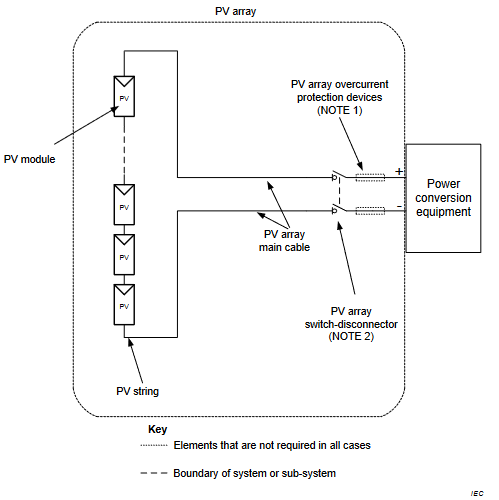 PV array
PV array overcurrent
protection devices
(NOTE 1)
PV
PV module
+
Power
conversion
equipment
-
PV
PV array
main cable
PV
PV
PV array
switch-disconnector
(NOTE 2)
PV string
Key
Elements that are not required in all cases
Boundary of system or sub-system
IEC